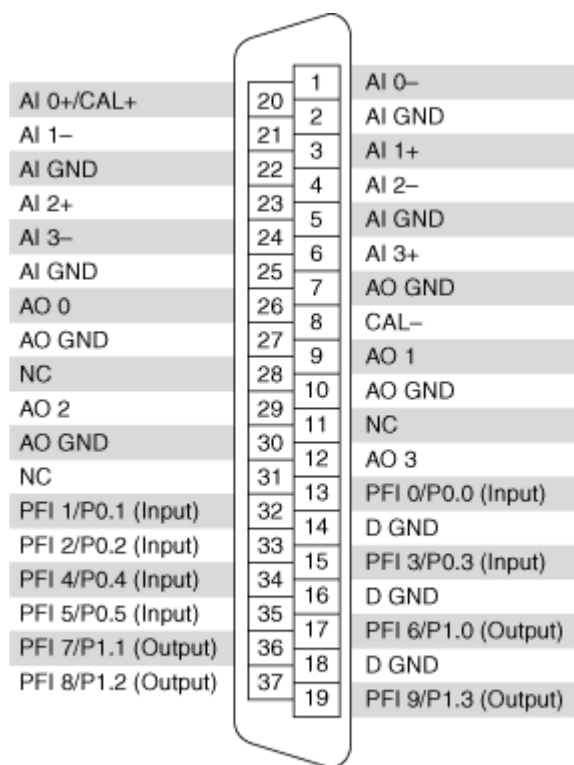 AI 0+/CAL+
AI 1–
AI GND
AI 2+
AI 3–
AI GND
AO 0
AO GND
NC
AO 2
AO GND
NC
PFI 1/P0.1 (Input)
PFI 2/P0.2 (Input)
PFI 4/P0.4 (Input)
PFI 5/P0.5 (Input)
PFI 7/P1.1 (Output)
PFI 8/P1.2 (Output)
20
21
22
23
24
25
26
27
28
29
30
31
32
33
34
35
36
37
1
2
3
4
5
6
7
8
9
10
11
12
13
14
15
16
17
18
19
AI 0–
AI GND
AI 1+
AI 2–
AI GND
AI 3+
AO GND
CAL–
AO 1
AO GND
NC
AO 3
PFI 0/P0.0 (Input)
D GND
PFI 3/P0.3 (Input)
D GND
PFI 6/P1.0 (Output)
D GND
PFI 9/P1.3 (Output)